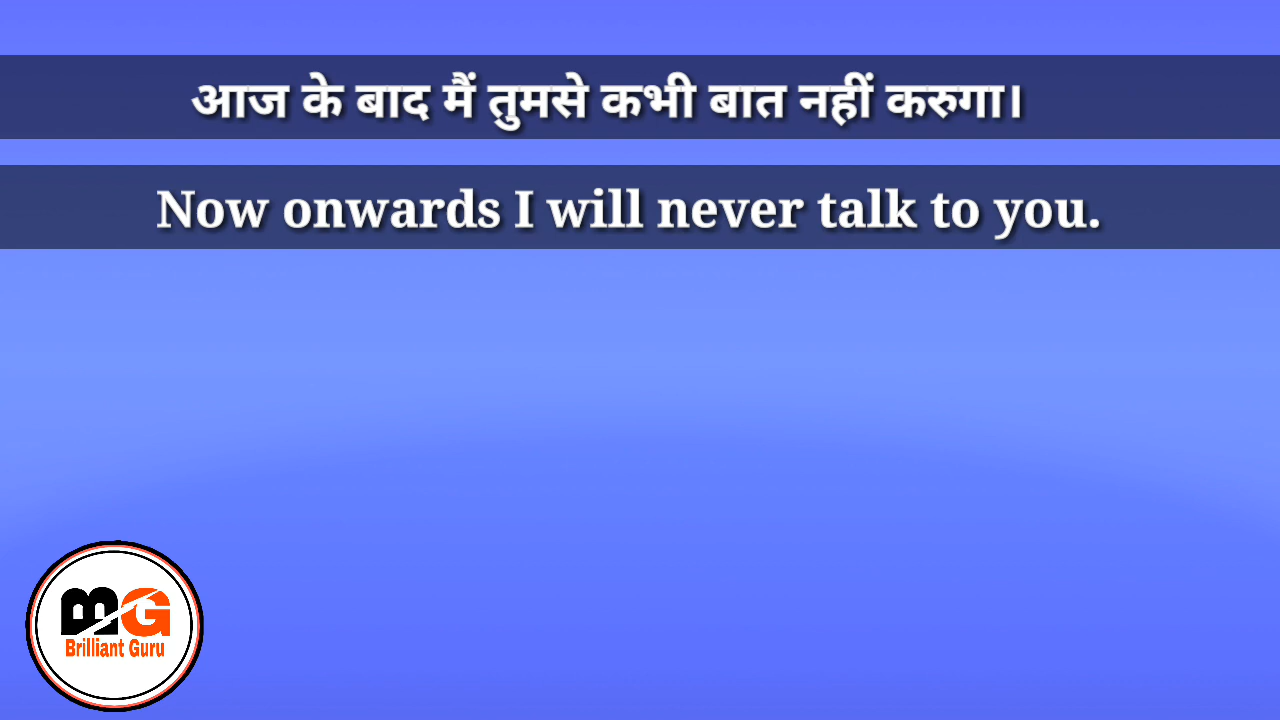 आज के बाद मैं तुमसे कभी बात नहीं करुगा।
Now onwards I will never talk to you.
BG
Brilliant Guru